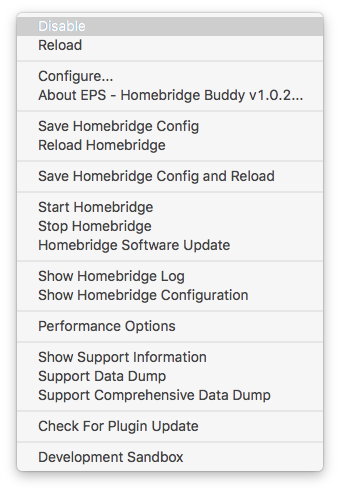 Disable
Reload
Configure...
About EPS - Homebridge Buddy v1.0.2...
Save Homebridge Config
Reload Homebridge
Save Homebridge Config and Reload
Start Homebridge
Stop Homebridge
Homebridge Software Update
Show Homebridge Log
Show Homebridge Configuration
Performance Options
Show Support Information
Support Data Dump
Support Comprehensive Data Dump
Check For Plugin Update
Development Sandbox